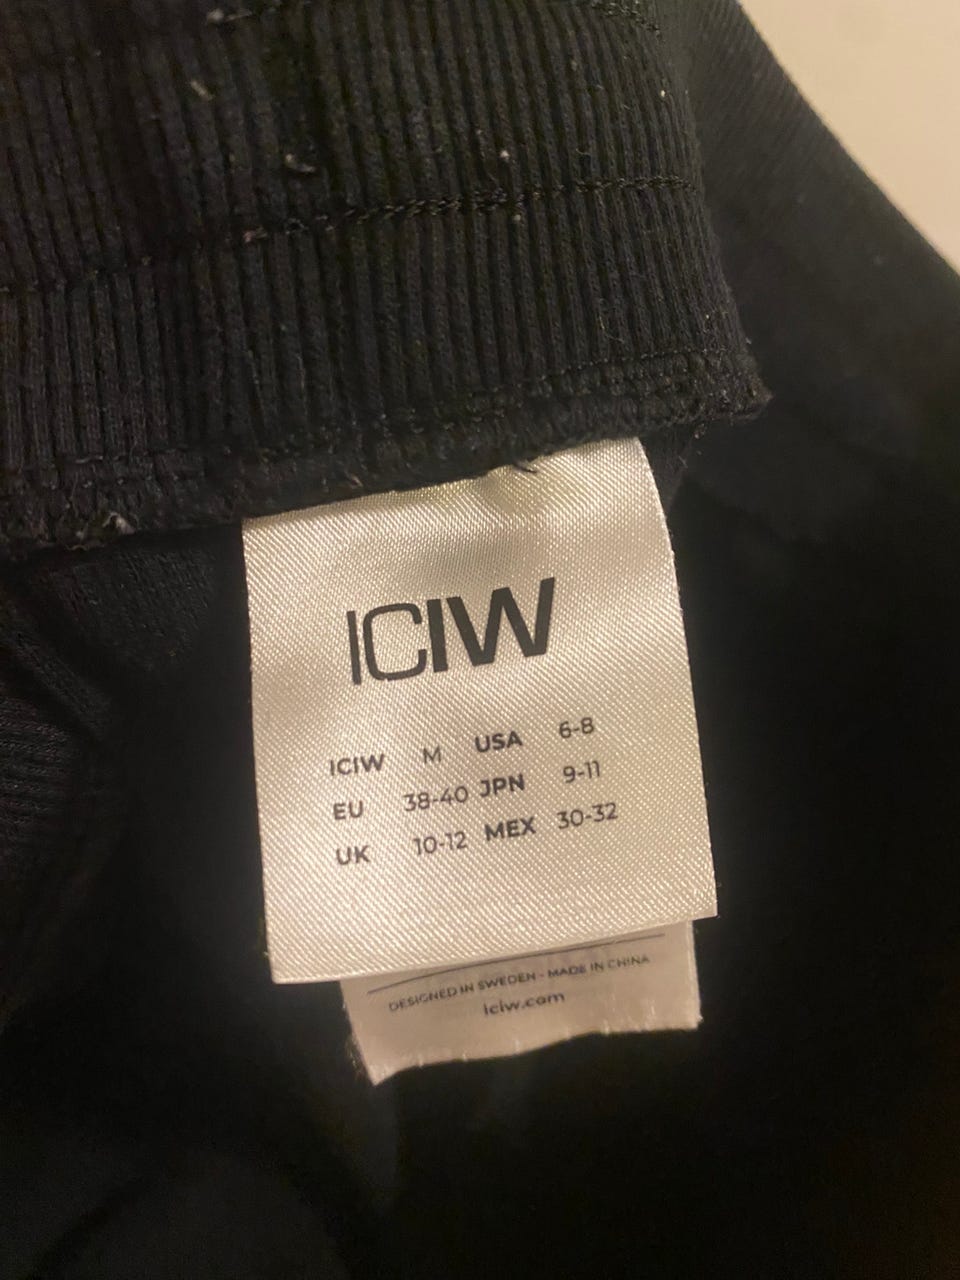 ICIW
ICIW M USA 6-8
EU 38-40 JPN 9-11
UK 10-12 MEX 30-32
DESIGNED IN SWEDEN - MADE IN CHINA
iciw.com